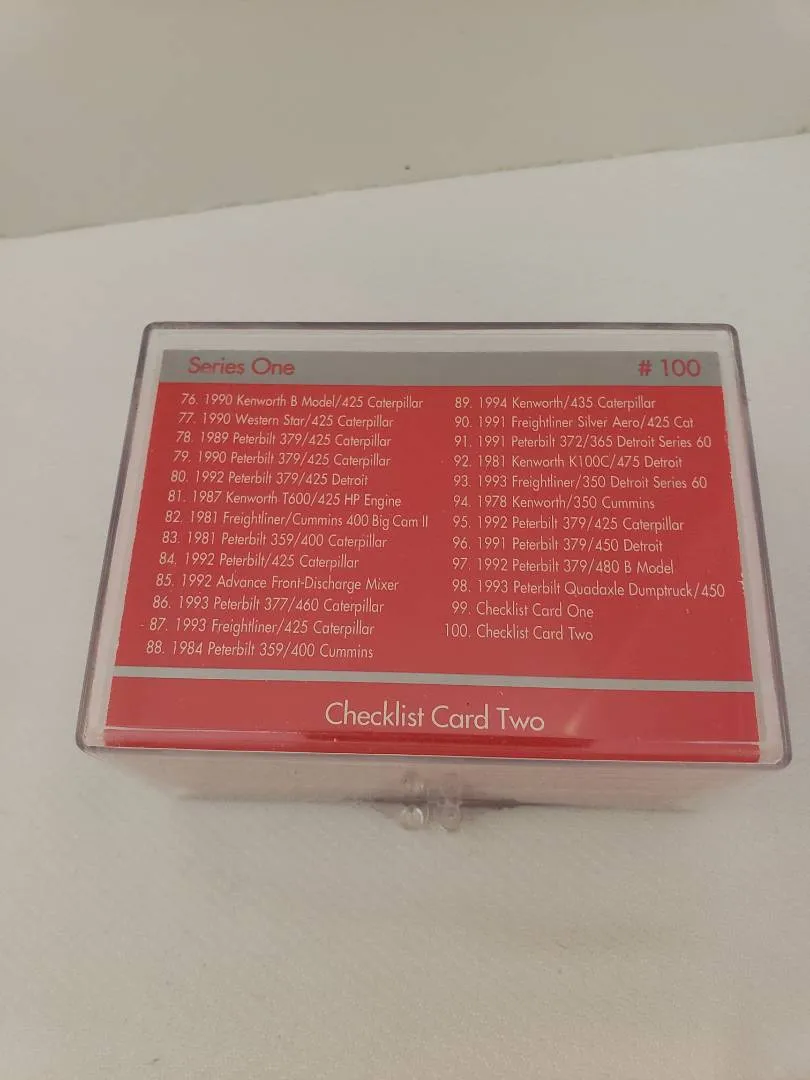 Series One
# 100
76. 1990 Kenworth B Model/425 Caterpillar
77. 1990 Western Star/425 Caterpillar
78. 1989 Peterbilt 379/425 Caterpillar
79. 1990 Peterbilt 379/425 Caterpillar
80. 1992 Peterbilt 379/425 Detroit
81. 1987 Kenworth T600/425 HP Engine
82. 1981 Freightliner/Cummins 400 Big Cam II
83. 1981 Peterbilt 359/400 Caterpillar
84. 1992 Peterbilt/425 Caterpillar
85. 1992 Advance Front-Discharge Mixer
86. 1993 Peterbilt 377/460 Caterpillar
87. 1993 Freightliner/425 Caterpillar
88. 1984 Peterbilt 359/400 Cummins
89. 1994 Kenworth/435 Caterpillar
90. 1991 Freightliner Silver Aero/425 Cat
91. 1991 Peterbilt 372/365 Detroit Series 60
92. 1981 Kenworth K100C/475 Detroit
93. 1993 Freightliner/350 Detroit Series 60
94. 1978 Kenworth/350 Cummins
95. 1992 Peterbilt 379/425 Caterpillar
96. 1991 Peterbilt 379/450 Detroit
97. 1992 Peterbilt 379/480 B Model
98. 1993 Peterbilt Quadaxle Dumptruck/450
99. Checklist Card One
100. Checklist Card Two
Checklist Card Two